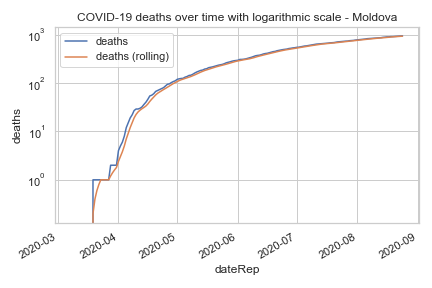 COVID-19 deaths over time with logarithmic scale - Moldova
deaths
deaths (rolling)
10³
10²
10¹
10⁰
deaths
2020-03
2020-04
2020-05
2020-06
2020-07
2020-08
2020-09
dateRep